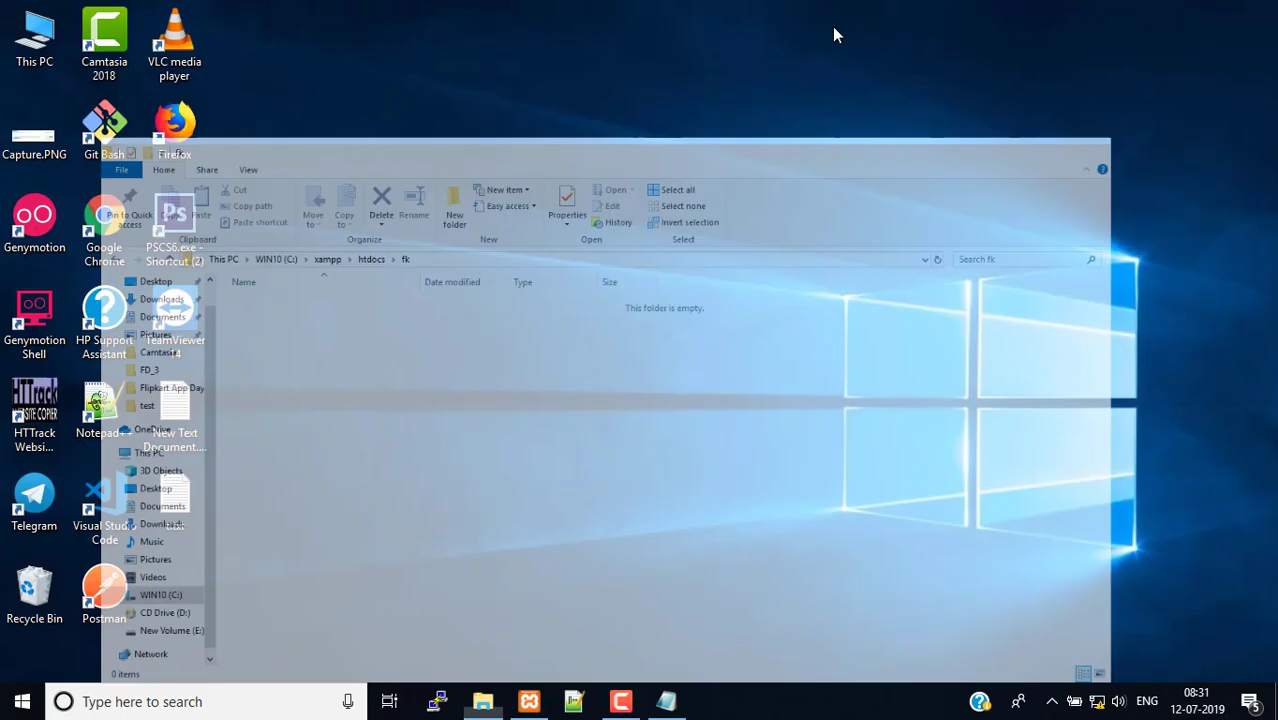 This PC
Camtasia 2018
VLC media player
Capture.PNG
Git Bash
Firefox
Genymotion
Google Chrome
PSCS6.exe - Shortcut (2)
Genymotion Shell
HP Support Assistant
TeamViewer 14
HTTrack Websi...
Notepad++
New Text Document....
Telegram
Visual Studio Code
Recycle Bin
Postman
File Home Share View
Pin to Quick access
Copy
Paste
Cut
Copy path
Paste shortcut
Clipboard
Move to
Copy to
Delete
Rename
Organize
New folder
New item
Easy access
New
Properties
Open
Edit
History
Open
Select all
Select none
Invert selection
Select
This PC WIN10 (C:) xampp htdocs fk
Search fk
Name Date modified Type Size
This folder is empty.
Desktop
Downloads
Documents
Pictures
Camtasia
FD_3
Flipkart App Day
test
OneDrive
This PC
3D Objects
Desktop
Documents
Downloads
Music
Pictures
Videos
WIN10 (C:)
CD Drive (D:)
New Volume (E:)
Network
0 items
Type here to search
ENG
08:31
12-07-2019
5